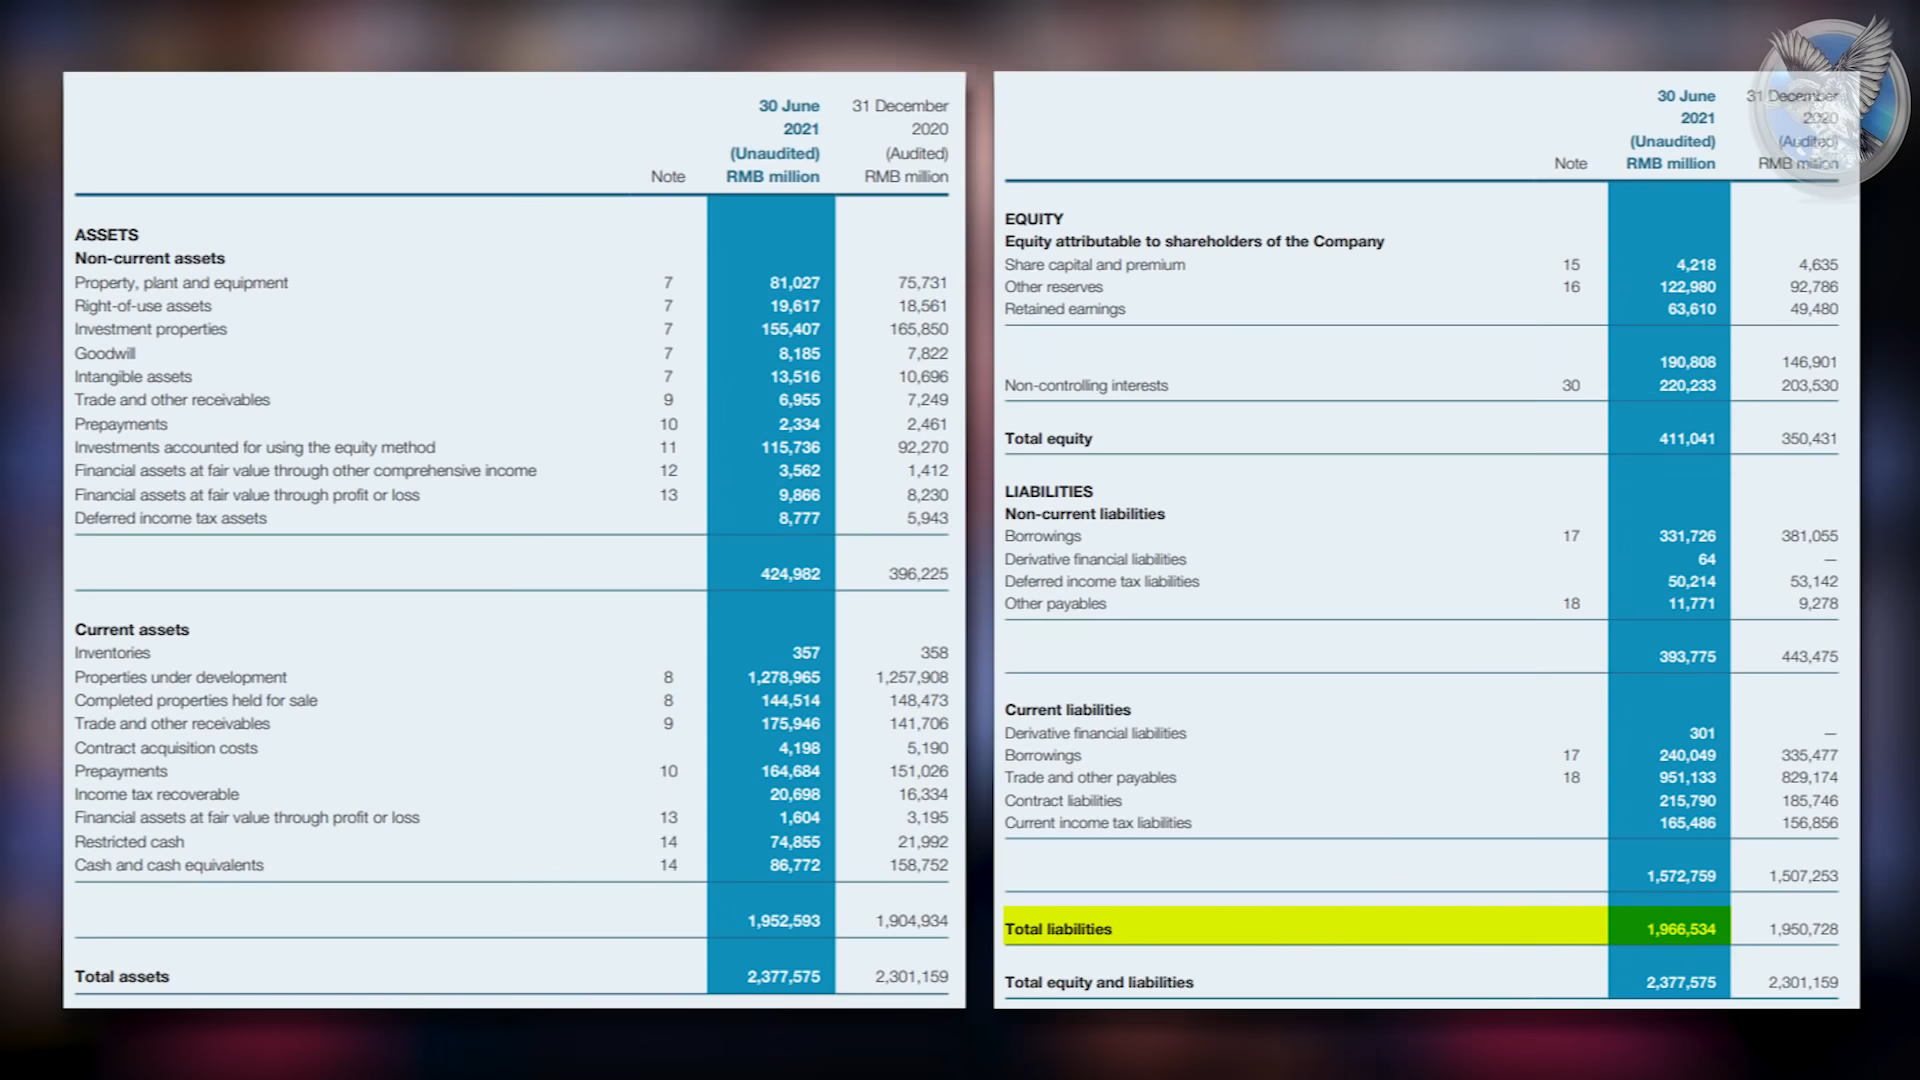 30 June 31 December
2021 2020
(Unaudited) (Audited)
Note RMB million RMB million
ASSETS
Non-current assets
Property, plant and equipment 7 81,027 75,731
Right-of-use assets 7 19,617 18,561
Investment properties 7 155,407 165,850
Goodwill 7 8,185 7,822
Intangible assets 7 13,516 10,696
Trade and other receivables 9 6,955 7,249
Prepayments 10 2,334 2,461
Investments accounted for using the equity method 11 115,736 92,270
Financial assets at fair value through other comprehensive income 12 3,562 1,412
Financial assets at fair value through profit or loss 13 9,866 8,230
Deferred income tax assets 8,777 5,943
424,982 396,225
Current assets
Inventories 357 358
Properties under development 8 1,278,965 1,257,908
Completed properties held for sale 8 144,514 148,473
Trade and other receivables 9 175,946 141,706
Contract acquisition costs 4,198 5,190
Prepayments 10 164,684 151,026
Income tax recoverable 20,698 16,334
Financial assets at fair value through profit or loss 13 1,604 3,195
Restricted cash 14 74,855 21,992
Cash and cash equivalents 14 86,772 158,752
1,952,593 1,904,934
Total assets 2,377,575 2,301,159
30 June 31 December
2021 2020
(Unaudited) (Audited)
Note RMB million RMB million
EQUITY
Equity attributable to shareholders of the Company
Share capital and premium 15 4,218 4,635
Other reserves 16 122,980 92,786
Retained earnings 63,610 49,480
190,808 146,901
Non-controlling interests 30 220,233 203,530
Total equity 411,041 350,431
LIABILITIES
Non-current liabilities
Borrowings 17 331,726 381,055
Derivative financial liabilities 64 —
Deferred income tax liabilities 50,214 53,142
Other payables 18 11,771 9,278
393,775 443,475
Current liabilities
Derivative financial liabilities 301 —
Borrowings 17 240,049 335,477
Trade and other payables 18 951,133 829,174
Contract liabilities 215,790 185,746
Current income tax liabilities 165,486 156,856
1,572,759 1,507,253
Total liabilities 1,966,534 1,950,728
Total equity and liabilities 2,377,575 2,301,159